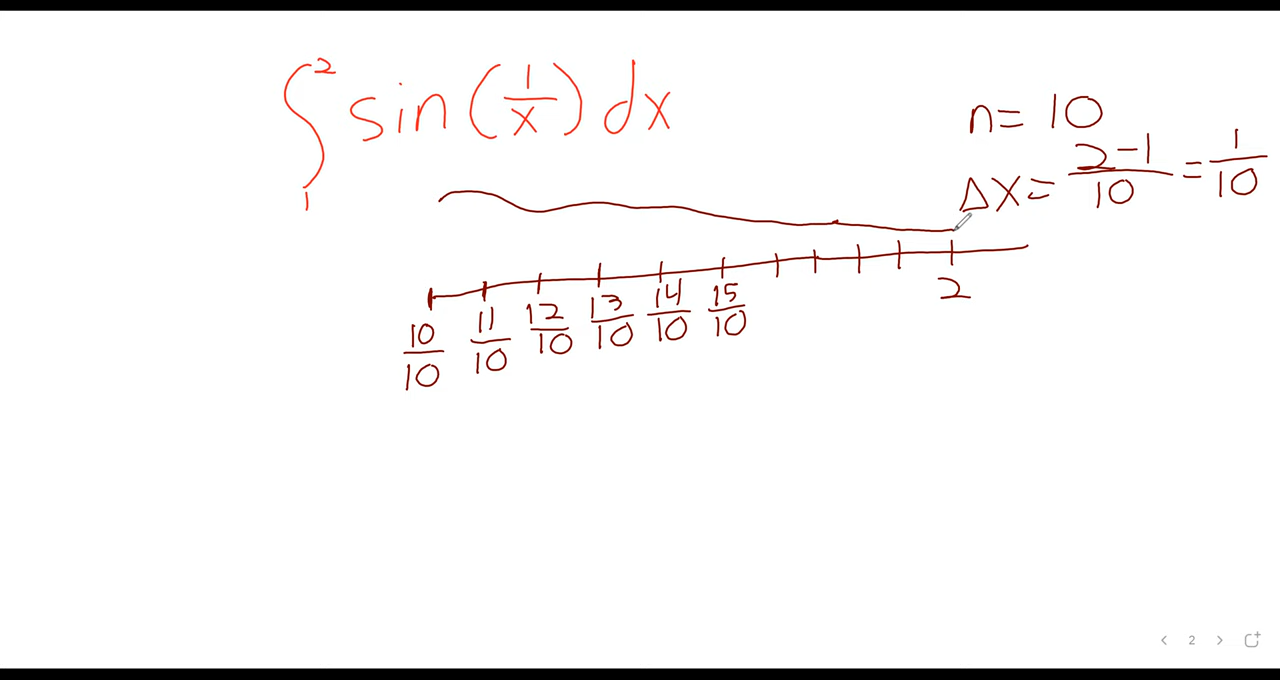 ∫₁² sin(1/x) dx
n= 10
Δx= 2-1/10 = 1/10
10/10 11/10 12/10 13/10 14/10 15/10 2
2